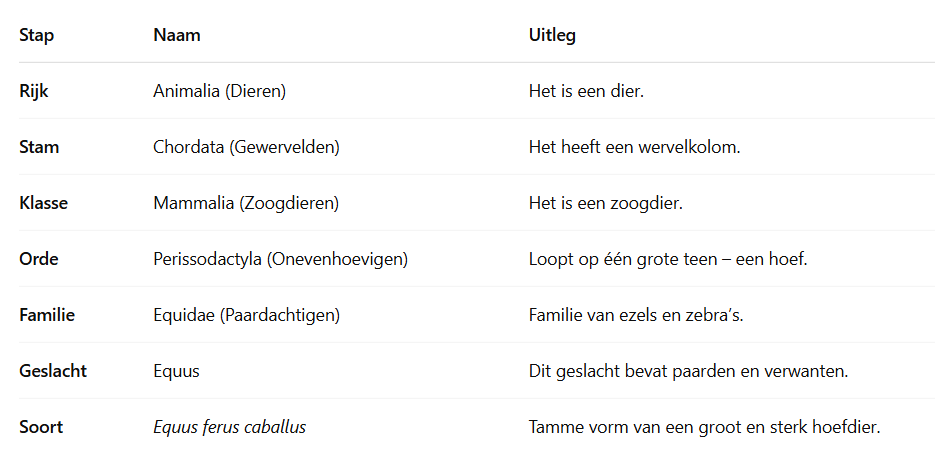 Stap Naam Uitleg
Rijk Animalia (Dieren) Het is een dier.
Stam Chordata (Gewervelden) Het heeft een wervelkolom.
Klasse Mammalia (Zoogdieren) Het is een zoogdier.
Orde Perissodactyla (Onevenhoevigen) Loopt op één grote teen – een hoef.
Familie Equidae (Paardachtigen) Familie van ezels en zebra’s.
Geslacht Equus Dit geslacht bevat paarden en verwanten.
Soort Equus ferus caballus Tamme vorm van een groot en sterk hoefdier.